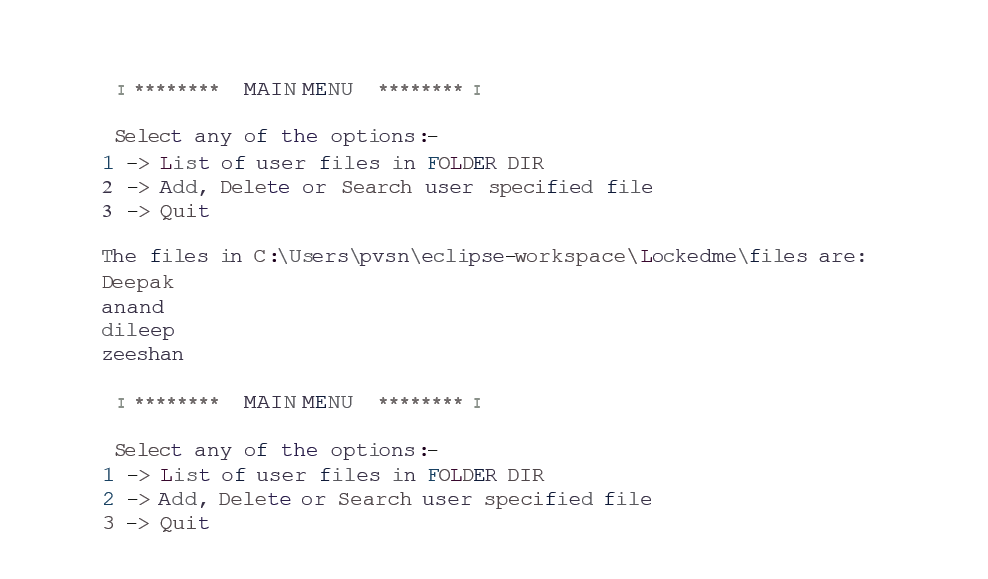 I ******** MAIN MENU ******** I
Select any of the options:-
1 -> List of user files in FOLDER DIR
2 -> Add, Delete or Search user specified file
3 -> Quit
The files in C:\Users\pvsn\eclipse-workspace\Lockedme\files are:
Deepak
anand
dileep
zeeshan
I ******** MAIN MENU ******** I
Select any of the options:-
1 -> List of user files in FOLDER DIR
2 -> Add, Delete or Search user specified file
3 -> Quit